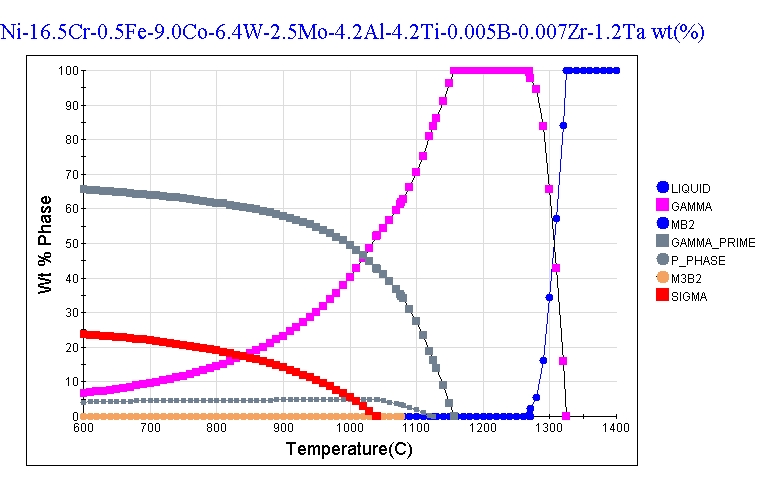 Ni-16.5Cr-0.5Fe-9.0Co-6.4W-2.5Mo-4.2Al-4.2Ti-0.005B-0.007Zr-1.2Ta wt(%)
100
90
80
70
60
50
40
30
20
10
0
Wt % Phase
600 700 800 900 1000 1100 1200 1300 1400
Temperature(C)
LIQUID
GAMMA
MB2
GAMMA_PRIME
P_PHASE
M3B2
SIGMA